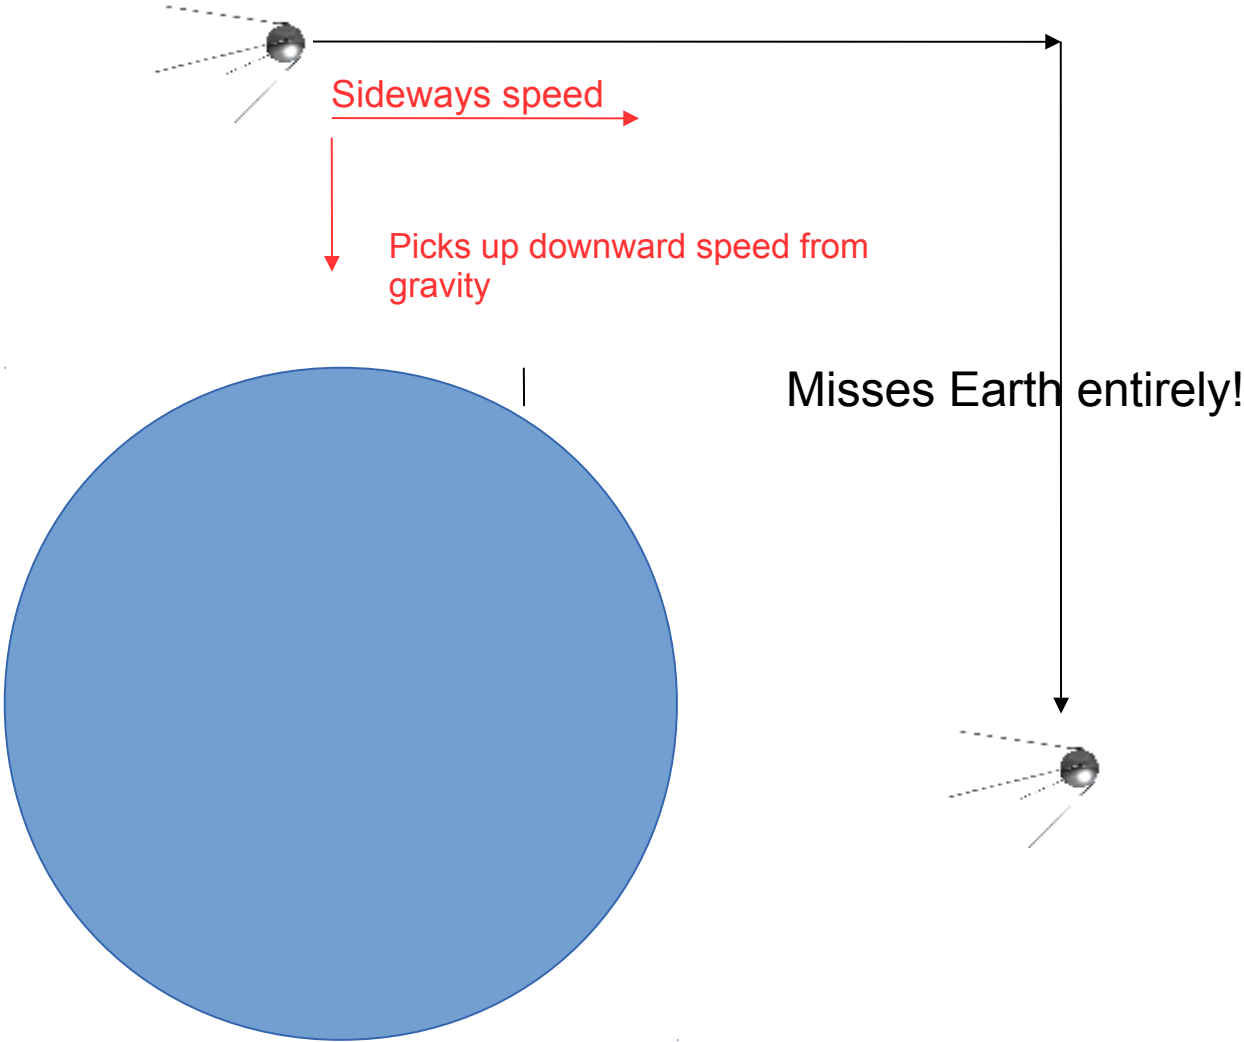 Sideways speed
Picks up downward speed from
gravity
Misses Earth entirely!